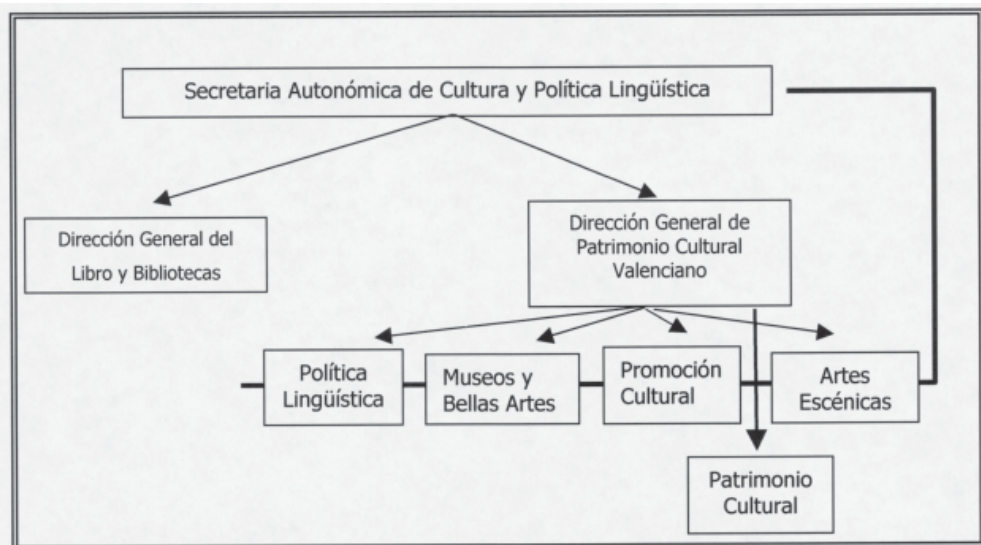 Secretaria Autonómica de Cultura y Política Lingüística
Dirección General del
Libro y Bibliotecas
Dirección General de
Patrimonio Cultural
Valenciano
Política
Lingüística
Museos y
Bellas Artes
Promoción
Cultural
Artes
Escénicas
Patrimonio
Cultural